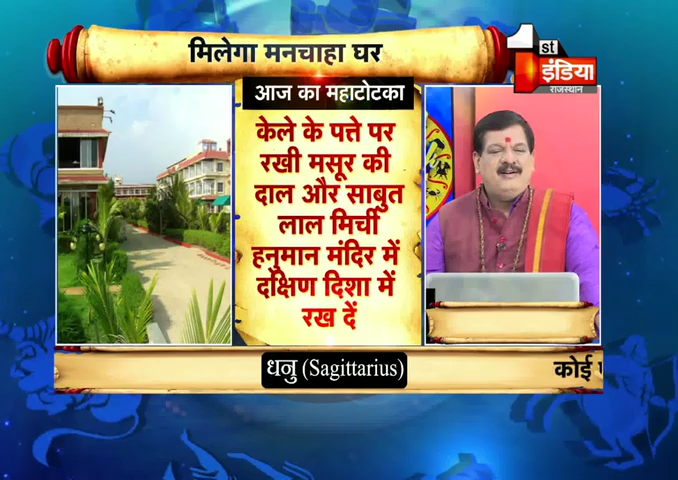 मिलेगा मनचाहा घर
1st
इंडिया
राजस्थान
आज का महाटोटका
केले के पत्ते पर
रखी मसूर की
दाल और साबुत
लाल मिर्ची
हनुमान मंदिर में
दक्षिण दिशा में
रख दें
धनु (Sagittarius)
कोई